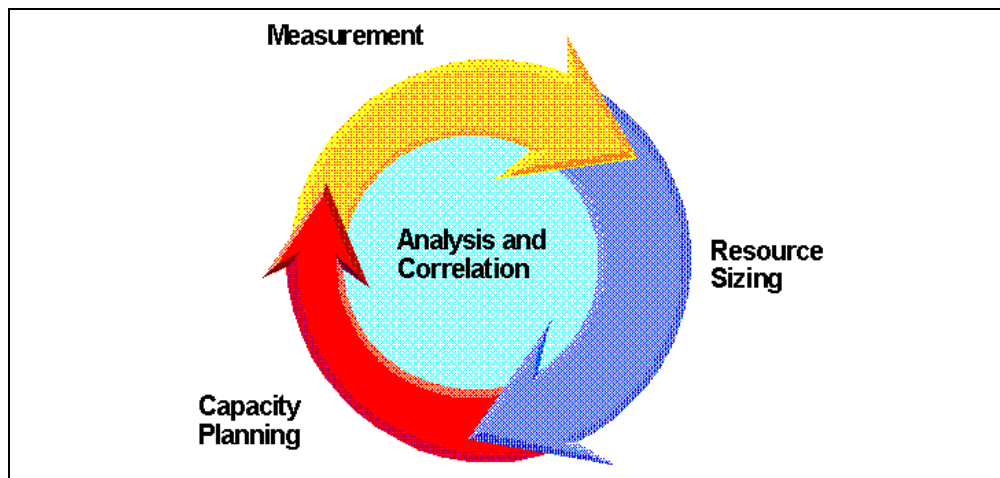 Measurement
Analysis and
Correlation
Resource
Sizing
Capacity
Planning